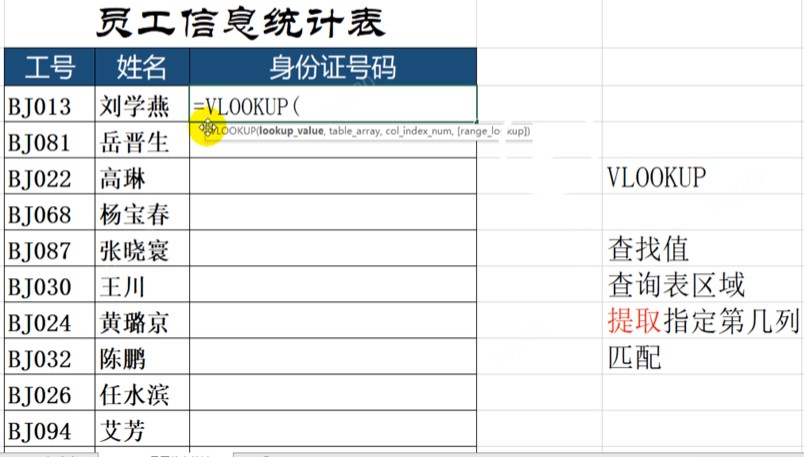 员工信息统计表
工号 姓名 身份证号码
BJ013 刘学燕 =VLOOKUP(
VLOOKUP(lookup_value, table_array, col_index_num, [range_lookup])
BJ081 岳晋生
BJ022 高琳 VLOOKUP
BJ068 杨宝春
BJ087 张晓寰 查找值
BJ030 王川 查询表区域
BJ024 黄璐京 提取指定第几列
BJ032 陈鹏 匹配
BJ026 任水滨
BJ094 艾芳